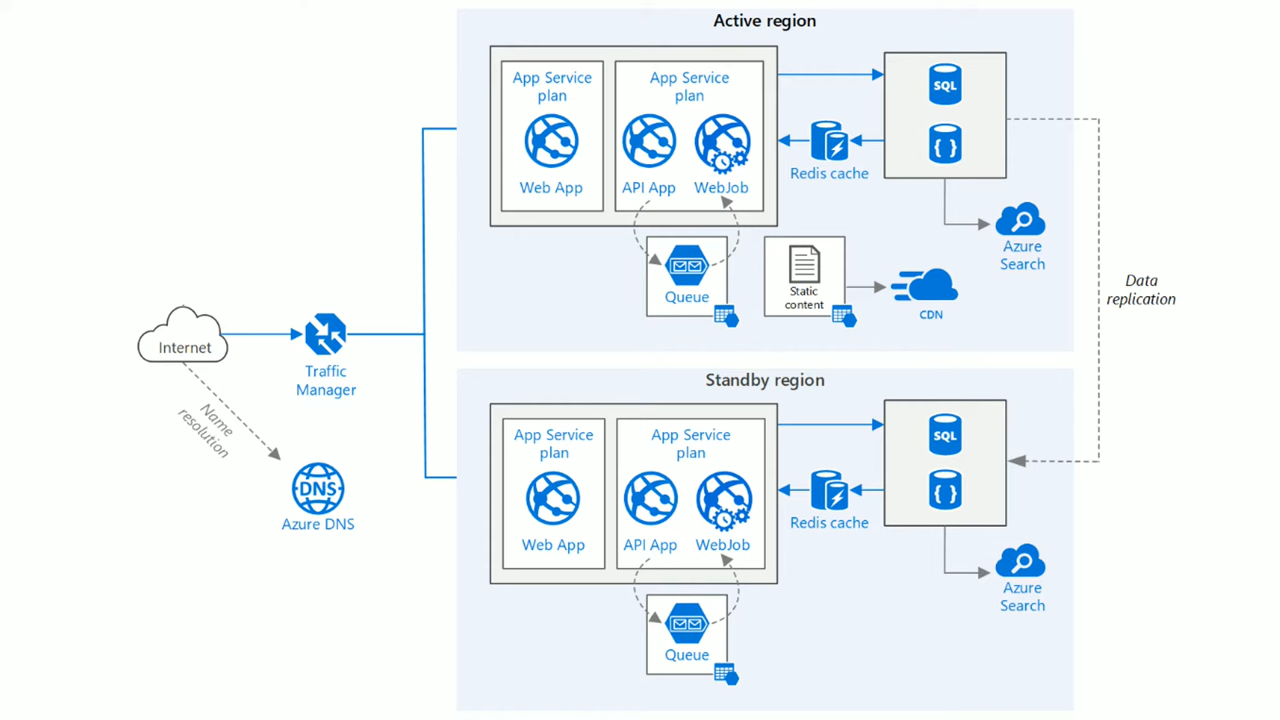 Active region
App Service
plan
Web App
App Service
plan
API App
WebJob
SQL
{ }
Redis cache
Azure
Search
Queue
Static
content
CDN
Data
replication
Internet
Traffic
Manager
Name
resolution
DNS
Azure DNS
Standby region
App Service
plan
Web App
App Service
plan
API App
WebJob
SQL
{ }
Redis cache
Azure
Search
Queue